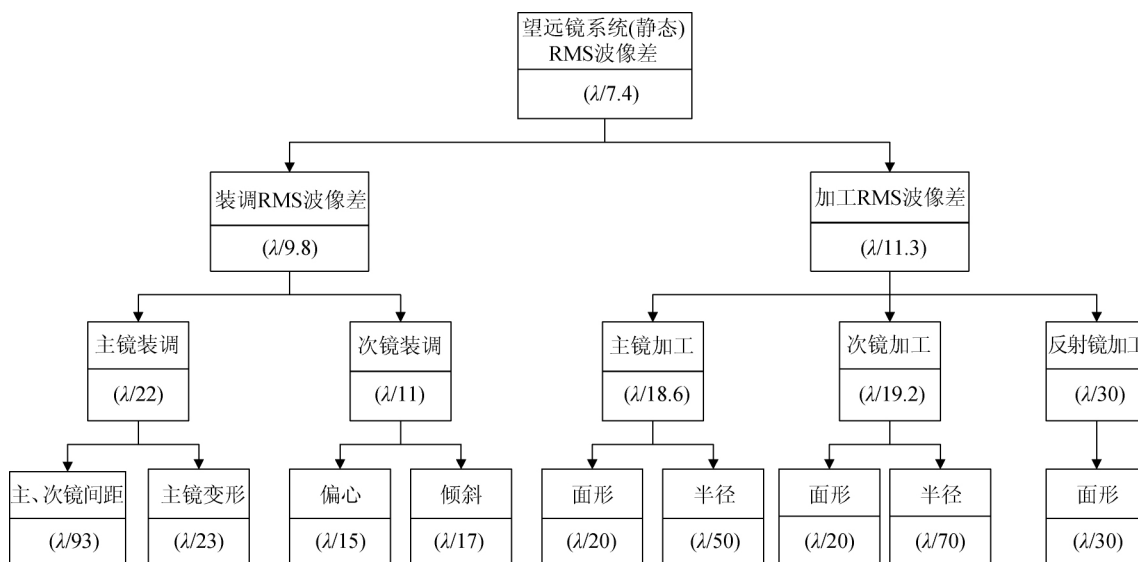 望远镜系统(静态)
RMS波像差
(λ/7.4)
装调RMS波像差
(λ/9.8)
加工RMS波像差
(λ/11.3)
主镜装调
(λ/22)
次镜装调
(λ/11)
主镜加工
(λ/18.6)
次镜加工
(λ/19.2)
反射镜加工
(λ/30)
主、次镜间距
(λ/93)
主镜变形
(λ/23)
偏心
(λ/15)
倾斜
(λ/17)
面形
(λ/20)
半径
(λ/50)
面形
(λ/20)
半径
(λ/70)
面形
(λ/30)